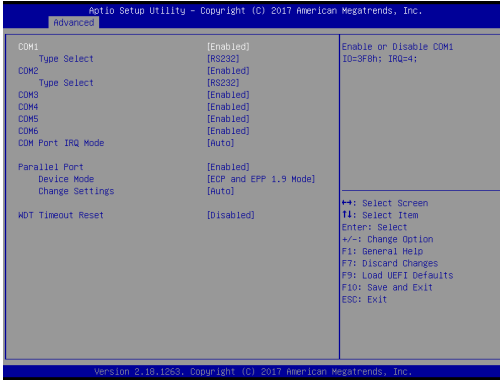 Aptio Setup Utility – Copyright (C) 2017 American Megatrends, Inc.
Advanced
COM1 [Enabled]
Type Select [RS232]
COM2 [Enabled]
Type Select [RS232]
COM3 [Enabled]
COM4 [Enabled]
COM5 [Enabled]
COM6 [Enabled]
COM Port IRQ Mode [Auto]
Parallel Port [Enabled]
Device Mode [ECP and EPP 1.9 Mode]
Change Settings [Auto]
WDT Timeout Reset [Disabled]
Enable or Disable COM1
IO=3F8h; IRQ=4;
↔: Select Screen
↑↓: Select Item
Enter: Select
+/-: Change Option
F1: General Help
F7: Discard Changes
F9: Load UEFI Defaults
F10: Save and Exit
ESC: Exit
Version 2.18.1263. Copyright (C) 2017 American Megatrends, Inc.